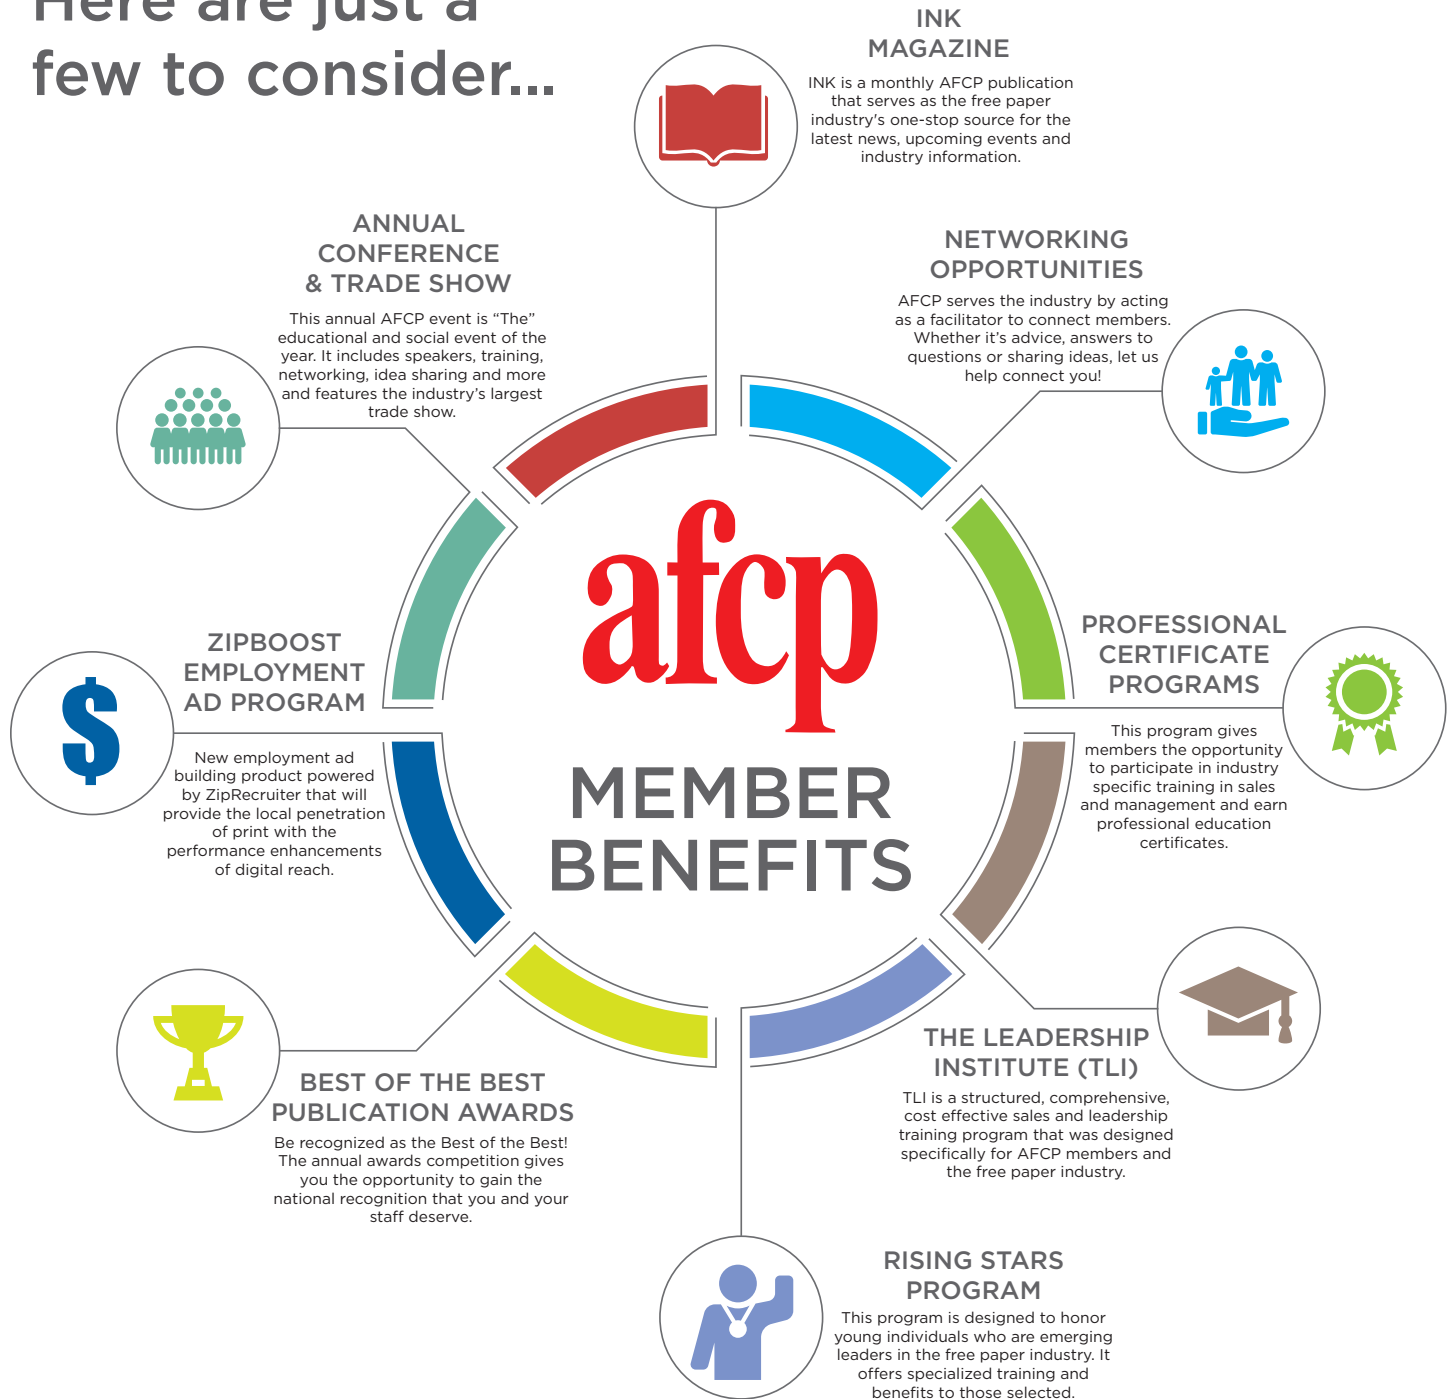 Here are just a
few to consider...
INK
MAGAZINE
INK is a monthly AFCP publication
that serves as the free paper
industry's one-stop source for the
latest news, upcoming events and
industry information.
ANNUAL
CONFERENCE
& TRADE SHOW
This annual AFCP event is “The”
educational and social event of the
year. It includes speakers, training,
networking, idea sharing and more
and features the industry’s largest
trade show.
NETWORKING
OPPORTUNITIES
AFCP serves the industry by acting
as a facilitator to connect members.
Whether it’s advice, answers to
questions or sharing ideas, let us
help connect you!
afcp
MEMBER
BENEFITS
ZIPBOOST
EMPLOYMENT
AD PROGRAM
New employment ad
building product powered
by ZipRecruiter that will
provide the local penetration
of print with the
performance enhancements
of digital reach.
$
PROFESSIONAL
CERTIFICATE
PROGRAMS
This program gives
members the opportunity
to participate in industry
specific training in sales
and management and earn
professional education
certificates.
BEST OF THE BEST
PUBLICATION AWARDS
Be recognized as the Best of the Best!
The annual awards competition gives
you the opportunity to gain the
national recognition that you and your
staff deserve.
THE LEADERSHIP
INSTITUTE (TLI)
TLI is a structured, comprehensive,
cost effective sales and leadership
training program that was designed
specifically for AFCP members and
the free paper industry.
RISING STARS
PROGRAM
This program is designed to honor
young individuals who are emerging
leaders in the free paper industry. It
offers specialized training and
benefits to those selected.